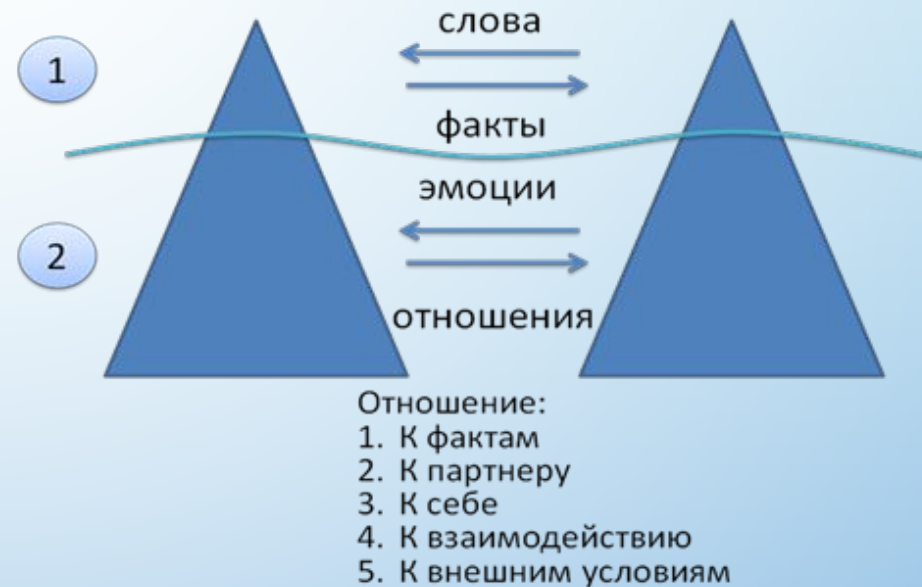 1
слова
факты
эмоции
2
отношения
Отношение:
1. К фактам
2. К партнеру
3. К себе
4. К взаимодействию
5. К внешним условиям